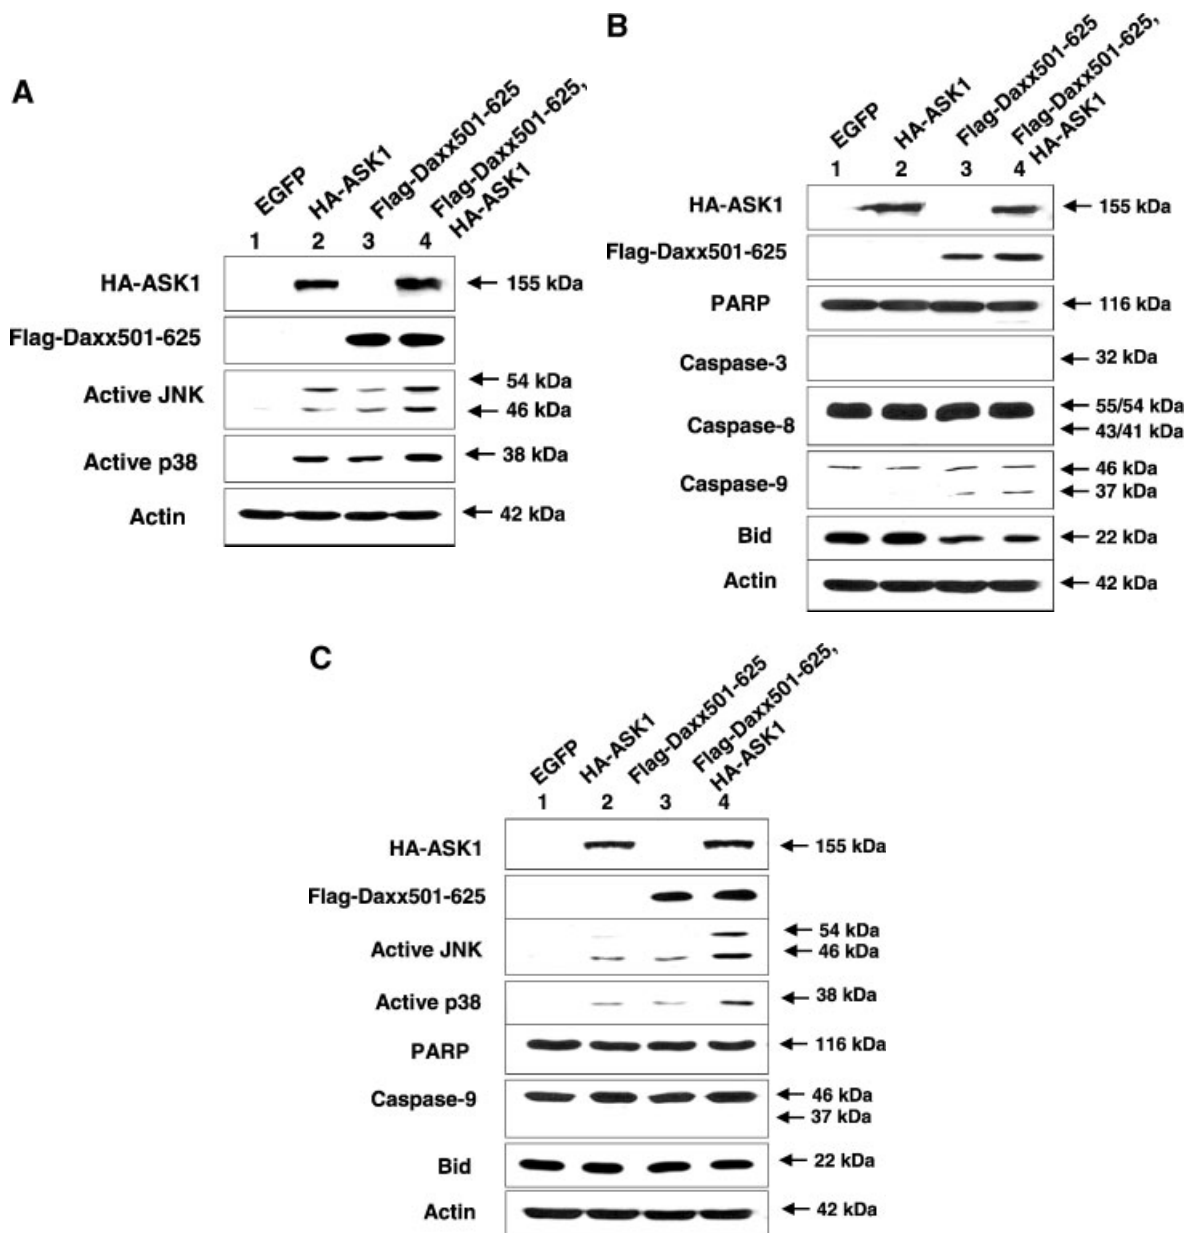 A
EGFP
HA-ASK1
Flag-Daxx501-625
Flag-Daxx501-625,
HA-ASK1
1 2 3 4
HA-ASK1 155 kDa
Flag-Daxx501-625
Active JNK 54 kDa
46 kDa
Active p38 38 kDa
Actin 42 kDa
B
EGFP
HA-ASK1
Flag-Daxx501-625
Flag-Daxx501-625,
HA-ASK1
1 2 3 4
HA-ASK1 155 kDa
Flag-Daxx501-625
PARP 116 kDa
Caspase-3 32 kDa
Caspase-8 55/54 kDa
43/41 kDa
Caspase-9 46 kDa
37 kDa
Bid 22 kDa
Actin 42 kDa
C
EGFP
HA-ASK1
Flag-Daxx501-625
Flag-Daxx501-625,
HA-ASK1
1 2 3 4
HA-ASK1 155 kDa
Flag-Daxx501-625
Active JNK 54 kDa
46 kDa
Active p38 38 kDa
PARP 116 kDa
Caspase-9 46 kDa
37 kDa
Bid 22 kDa
Actin 42 kDa